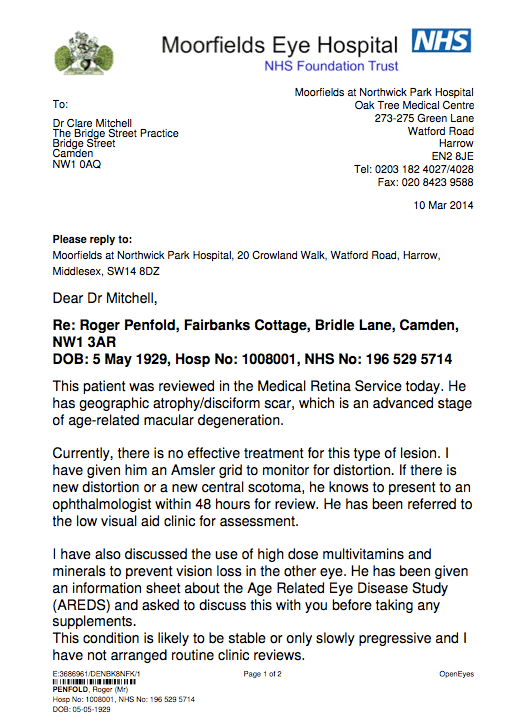 Moorfields Eye Hospital NHS
NHS Foundation Trust
Moorfields at Northwick Park Hospital
Oak Tree Medical Centre
273-275 Green Lane
Watford Road
Harrow
EN2 8JE
Tel: 0203 182 4027/4028
Fax: 020 8423 9588
10 Mar 2014
To:
Dr Clare Mitchell
The Bridge Street Practice
Bridge Street
Camden
NW1 0AQ
Please reply to:
Moorfields at Northwick Park Hospital, 20 Crowland Walk, Watford Road, Harrow,
Middlesex, SW14 8DZ
Dear Dr Mitchell,
Re: Roger Penfold, Fairbanks Cottage, Bridle Lane, Camden,
NW1 3AR
DOB: 5 May 1929, Hosp No: 1008001, NHS No: 196 529 5714
This patient was reviewed in the Medical Retina Service today. He
has geographic atrophy/disciform scar, which is an advanced stage
of age-related macular degeneration.
Currently, there is no effective treatment for this type of lesion. I
have given him an Amsler grid to monitor for distortion. If there is
new distortion or a new central scotoma, he knows to present to an
ophthalmologist within 48 hours for review. He has been referred to
the low visual aid clinic for assessment.
I have also discussed the use of high dose multivitamins and
minerals to prevent vision loss in the other eye. He has been given
an information sheet about the Age Related Eye Disease Study
(AREDS) and asked to discuss this with you before taking any
supplements.
This condition is likely to be stable or only slowly pregressive and I
have not arranged routine clinic reviews.
E:3686961/DENBK8NFK/1
Page 1 of 2
OpenEyes
PENFOLD, Roger (Mr)
Hosp No: 1008001, NHS No: 196 529 5714
DOB: 05-05-1929